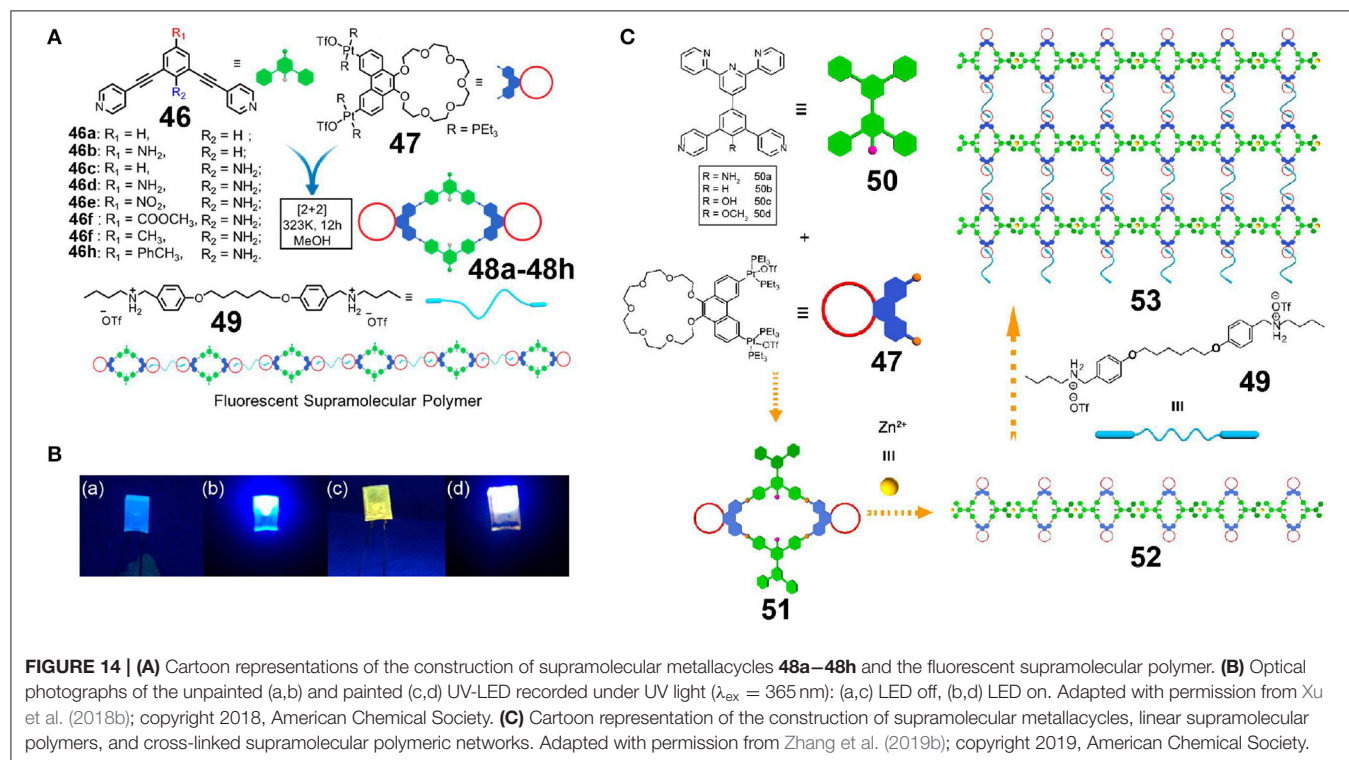 A
R1
R2
N
N
46
≡
46a: R1 = H, R2 = H ;
46b: R1 = NH2, R2 = H;
46c: R1 = H, R2 = NH2;
46d: R1 = NH2, R2 = NH2;
46e: R1 = NO2, R2 = NH2;
46f : R1 = COOCH3, R2 = NH2;
46f: R1 = CH3, R2 = NH2;
46h: R1 = PhCH3, R2 = NH2.
R
TfO Pt
R
R
Pt
TfO R
O O O O O O O
47
≡
R = PEt3
[2+2]
323K, 12h
MeOH
48a-48h
+
N
H2
−OTf
O
O
+
N
H2
−OTf
≡
49
Fluorescent Supramolecular Polymer
B
(a) (b) (c) (d)
C
N N N
N N
R
R = NH2 50a
R = H 50b
R = OH 50c
R = OCH3 50d
≡
50
+
O O O O O O O
PEt3
Pt OTf
PEt3
PEt3
Pt OTf
PEt3
≡
47
51
Zn2+
≡
52
53
⊖OTf
⊕
N
H2
O
O
H2
N
⊕
⊖
OTf
49
≡
FIGURE 14 | (A) Cartoon representations of the construction of supramolecular metallacycles 48a–48h and the fluorescent supramolecular polymer. (B) Optical
photographs of the unpainted (a,b) and painted (c,d) UV-LED recorded under UV light (λex = 365 nm): (a,c) LED off, (b,d) LED on. Adapted with permission from Xu
et al. (2018b); copyright 2018, American Chemical Society. (C) Cartoon representation of the construction of supramolecular metallacycles, linear supramolecular
polymers, and cross-linked supramolecular polymeric networks. Adapted with permission from Zhang et al. (2019b); copyright 2019, American Chemical Society.